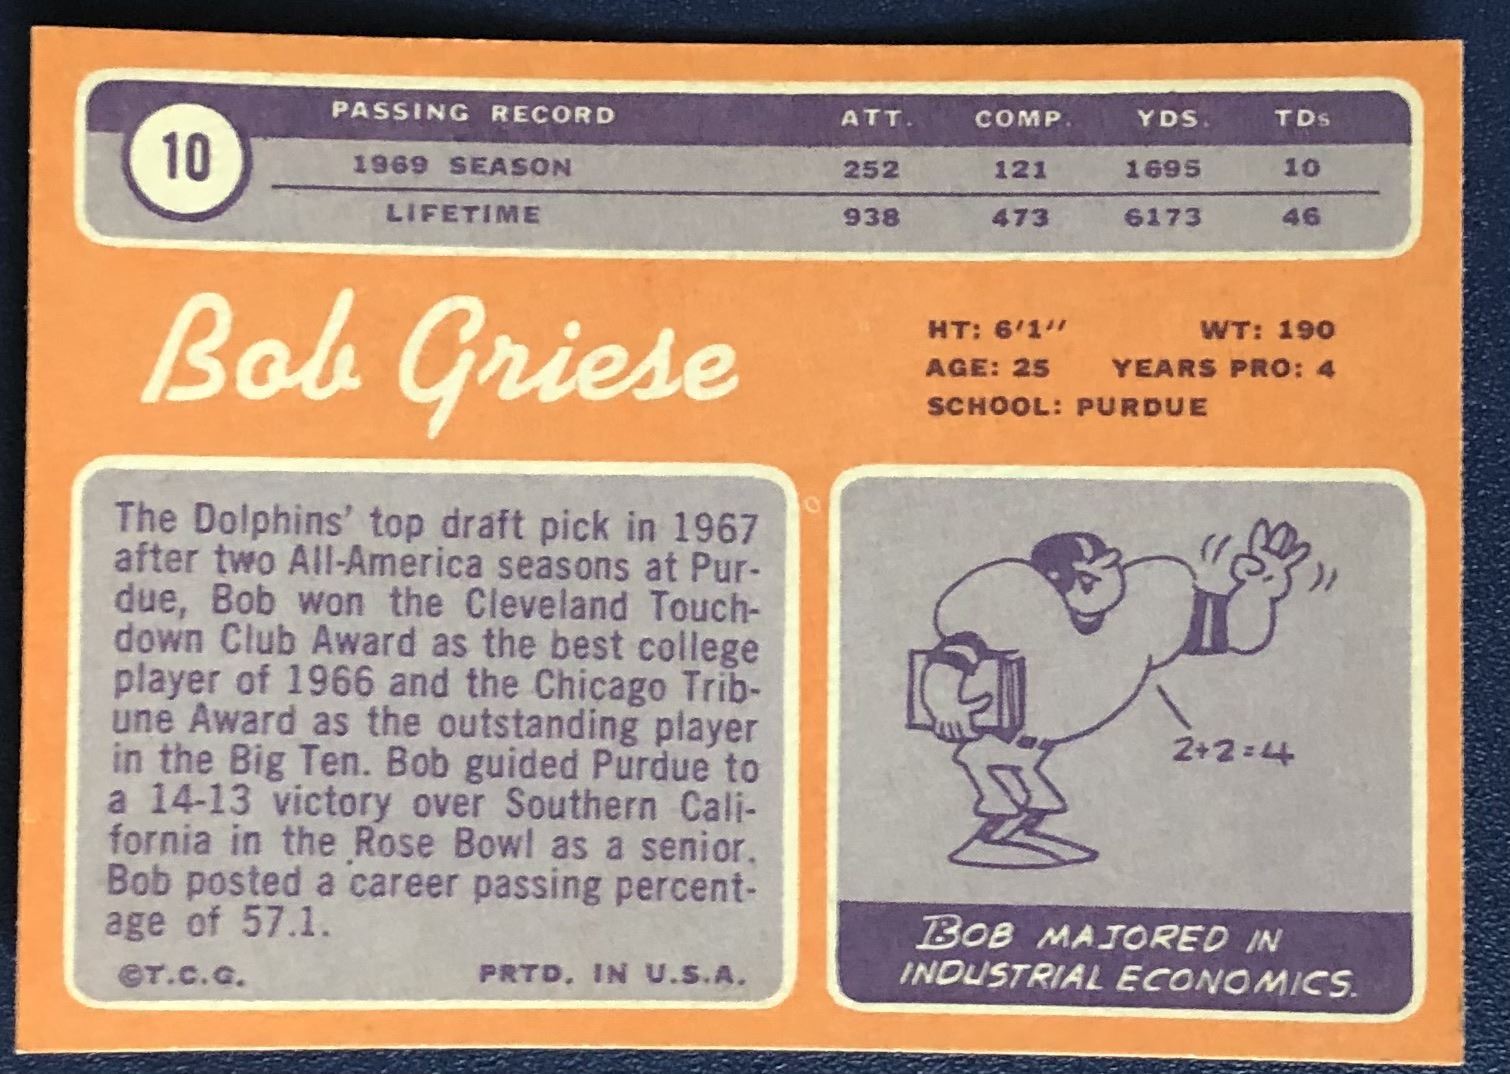 10
PASSING RECORD ATT. COMP. YDS. TDs
1969 SEASON 252 121 1695 10
LIFETIME 938 473 6173 46
Bob Griese
HT: 6'1" WT: 190
AGE: 25 YEARS PRO: 4
SCHOOL: PURDUE
The Dolphins' top draft pick in 1967
after two All-America seasons at Pur-
due, Bob won the Cleveland Touch-
down Club Award as the best college
player of 1966 and the Chicago Trib-
une Award as the outstanding player
in the Big Ten. Bob guided Purdue to
a 14-13 victory over Southern Cali-
fornia in the Rose Bowl as a senior.
Bob posted a career passing percent-
age of 57.1.
©T.C.G. PRTD. IN U.S.A.
2+2=4
BOB MAJORED IN
INDUSTRIAL ECONOMICS.